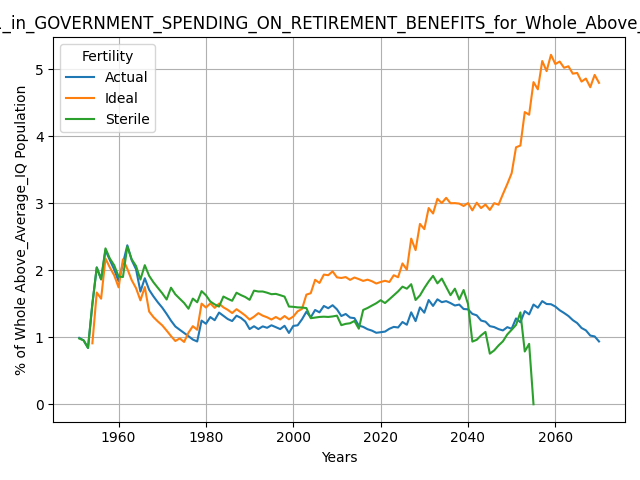 _in_GOVERNMENT_SPENDING_ON_RETIREMENT_BENEFITS_for_Whole_Above_
Fertility
Actual
Ideal
Sterile
% of Whole Above_Average_IQ Population
5
4
3
2
1
0
1960 1980 2000 2020 2040 2060
Years